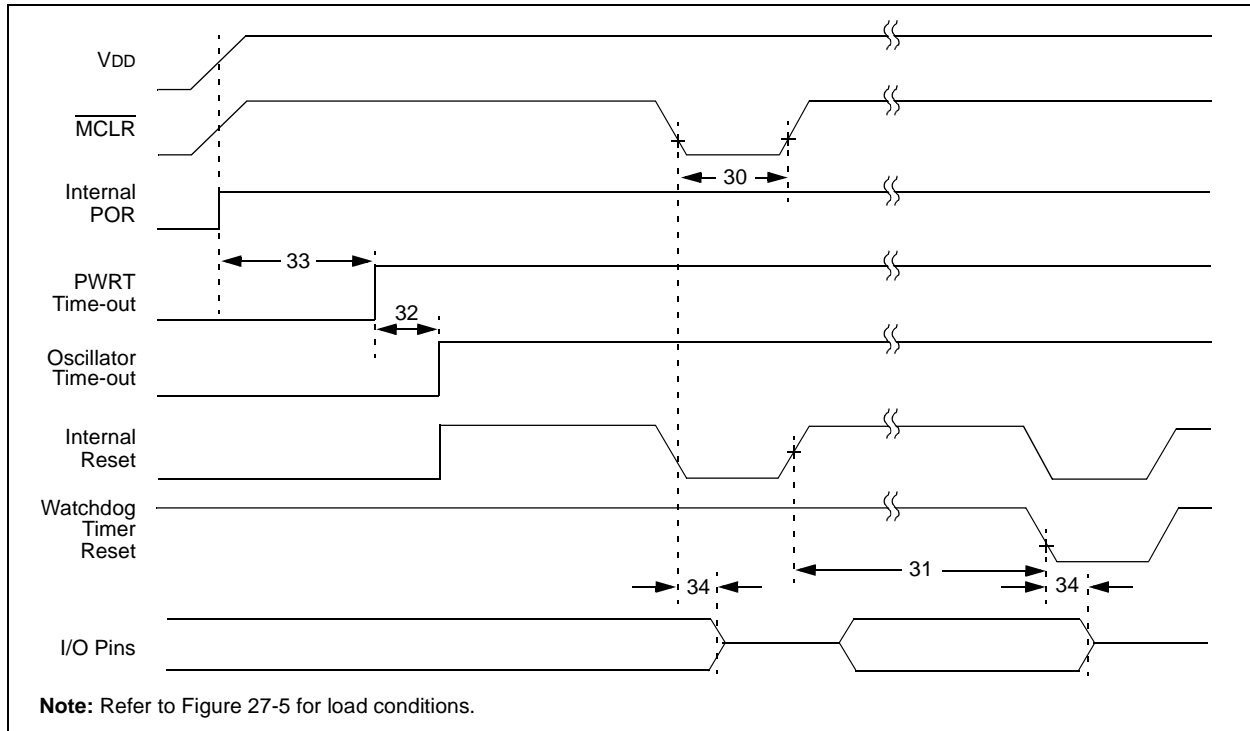 VDD
MCLR
30
Internal
POR
33
PWRT
Time-out
32
Oscillator
Time-out
Internal
Reset
Watchdog
Timer
Reset
31
34
34
I/O Pins
Note: Refer to Figure 27-5 for load conditions.